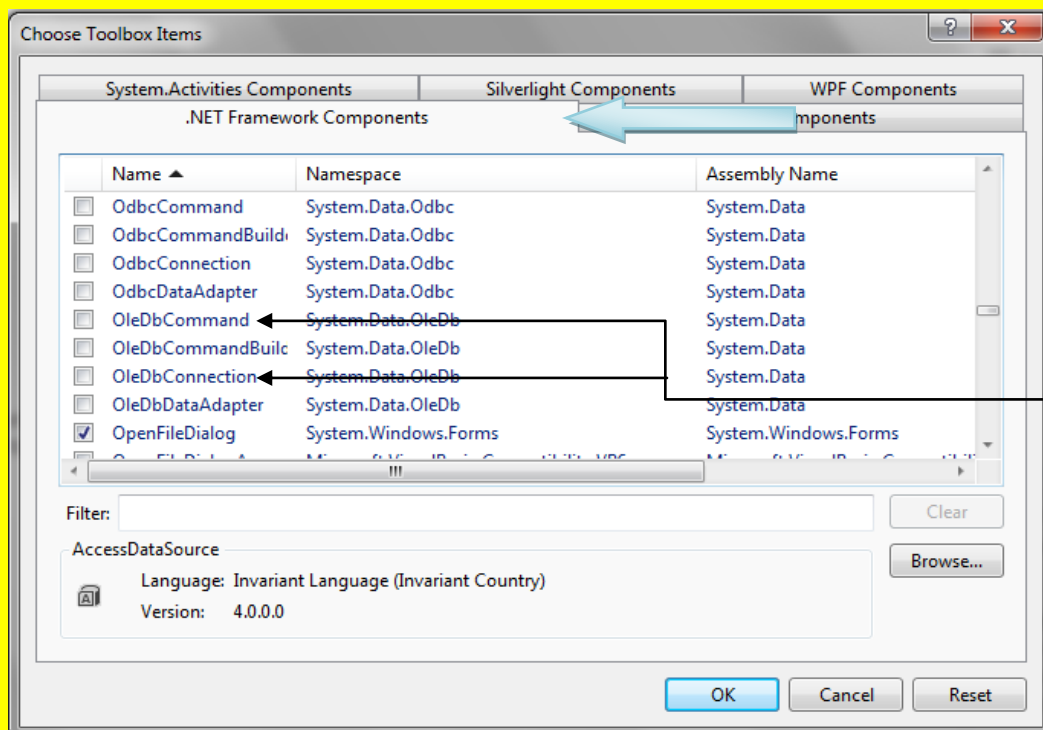 Choose Toolbox Items
System.Activities Components Silverlight Components WPF Components
.NET Framework Components mponents
Name Namespace Assembly Name
OdbcCommand System.Data.Odbc System.Data
OdbcCommandBuild System.Data.Odbc System.Data
OdbcConnection System.Data.Odbc System.Data
OdbcDataAdapter System.Data.Odbc System.Data
OleDbCommand System.Data.OleDb System.Data
OleDbCommandBuild System.Data.OleDb System.Data
OleDbConnection System.Data.OleDb System.Data
OleDbDataAdapter System.Data.OleDb System.Data
OpenFileDialog System.Windows.Forms System.Windows.Forms
Filter: Clear
AccessDataSource
Browse...
Language: Invariant Language (Invariant Country)
Version: 4.0.0.0
OK Cancel Reset